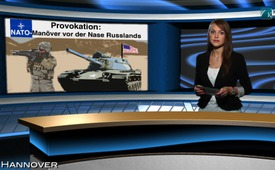 NATO
Provokation:
Manöver vor der Nase Russlands
HANNOVER